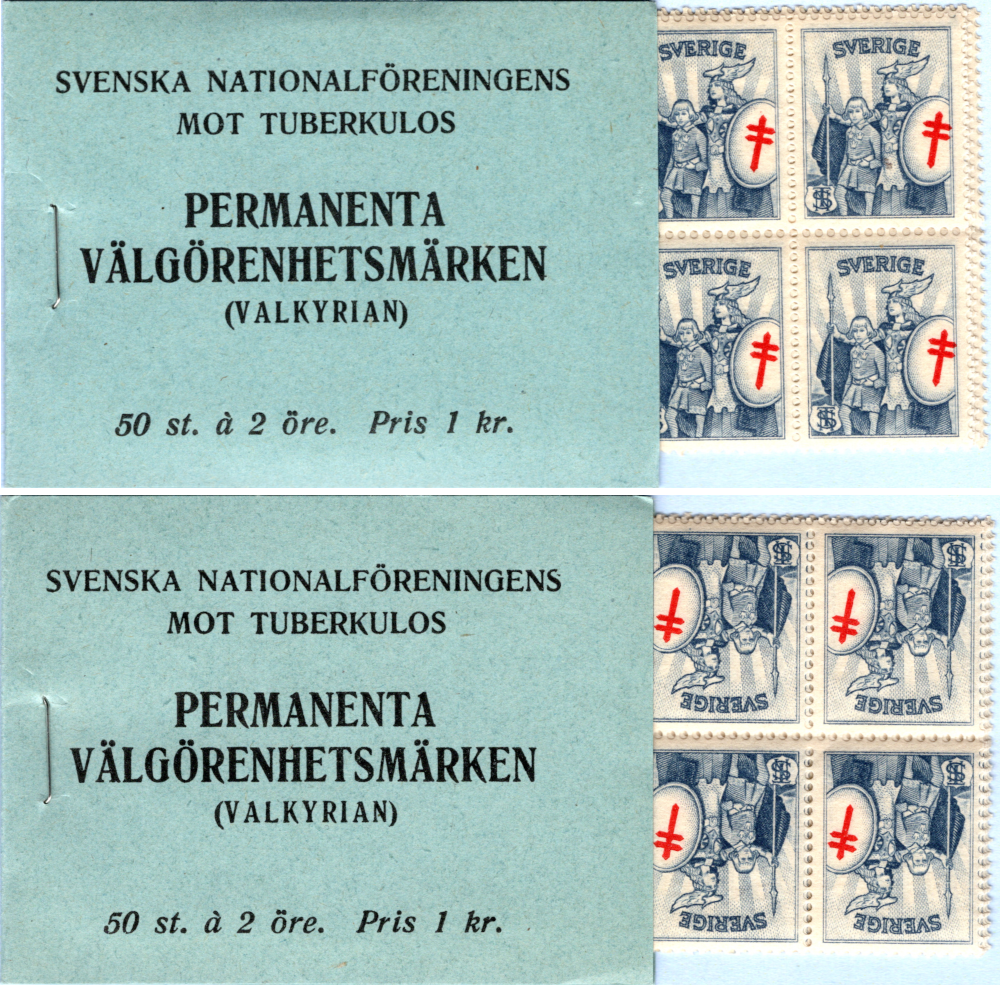 SVENSKA NATIONALFÖRENINGENS
MOT TUBERKULOS
PERMANENTA
VÄLGÖRENHETSMÄRKEN
(VALKYRIAN)
50 st. à 2 öre. Pris 1 kr.
SVERIGE
SVERIGE
SVERIGE
SVERIGE
SVENSKA NATIONALFÖRENINGENS
MOT TUBERKULOS
PERMANENTA
VÄLGÖRENHETSMÄRKEN
(VALKYRIAN)
50 st. à 2 öre. Pris 1 kr.
SVERIGE
SVERIGE
SVERIGE
SVERIGE